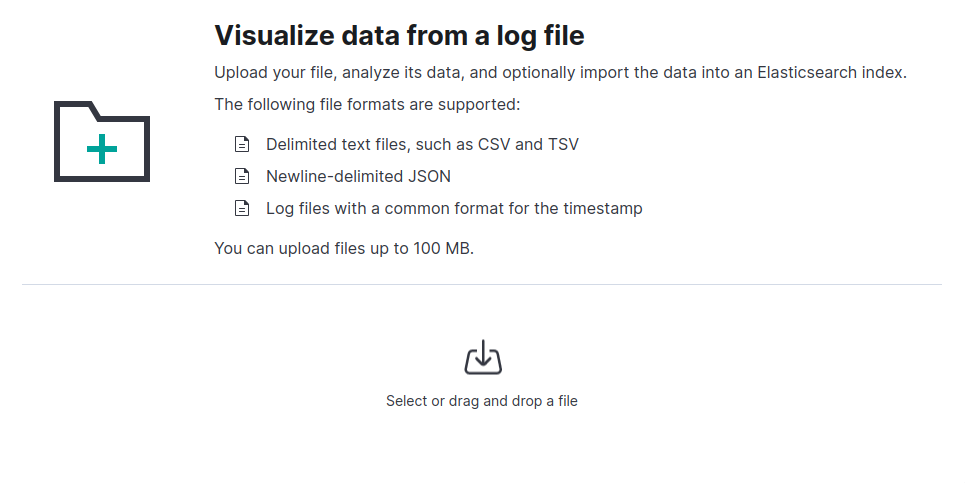 Visualize data from a log file
Upload your file, analyze its data, and optionally import the data into an Elasticsearch index.
The following file formats are supported:
Delimited text files, such as CSV and TSV
Newline-delimited JSON
Log files with a common format for the timestamp
You can upload files up to 100 MB.
Select or drag and drop a file